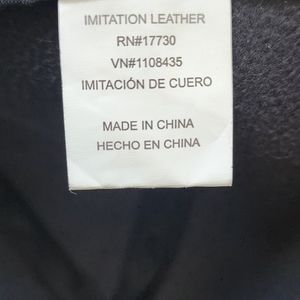 IMITATION LEATHER
RN#17730
VN#1108435
IMITACIÓN DE CUERO
MADE IN CHINA
HECHO EN CHINA